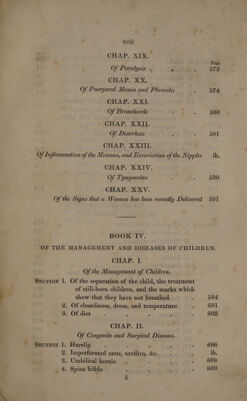 xvii
CHAP. XIX.
Page
Of Paralysis . . . 573
CHAP. XX.
Of Puerperal Mania and Phrenitis . 574
CHAP. XXI.
Of Bronchocele . . 580
CHAP. XXII.
Of Diarrhœa . . 581
CHAP. XXIII.
Of Inflammation of the Mamma, and Excoriation of the Nipples ib.
CHAP. XXIV.
Of Tympanites . . 590
CHAP. XXV.
Of the Signs that a Woman has been recently Delivered 591
BOOK IV.
OF THE MANAGEMENT AND DISEASES OF CHILDREN.
CHAP. I.
Of the Management of Children.
Section 1. Of the separation of the child, the treatment
of still-born children, and the marks which
shew that they have not breathed . 594
2. Of cleanliness, dress, and temperature . 601
3. Of diet . . . . 602
CHAP. II.
Of Congenite and Surgical Diseases.
Section 1. Harelip . . . . 606
2. Imperforated anus, urethra, &c. . . ib.
3. Umbilical hernia . . . 608
4. Spina bifida . . . . 609
b